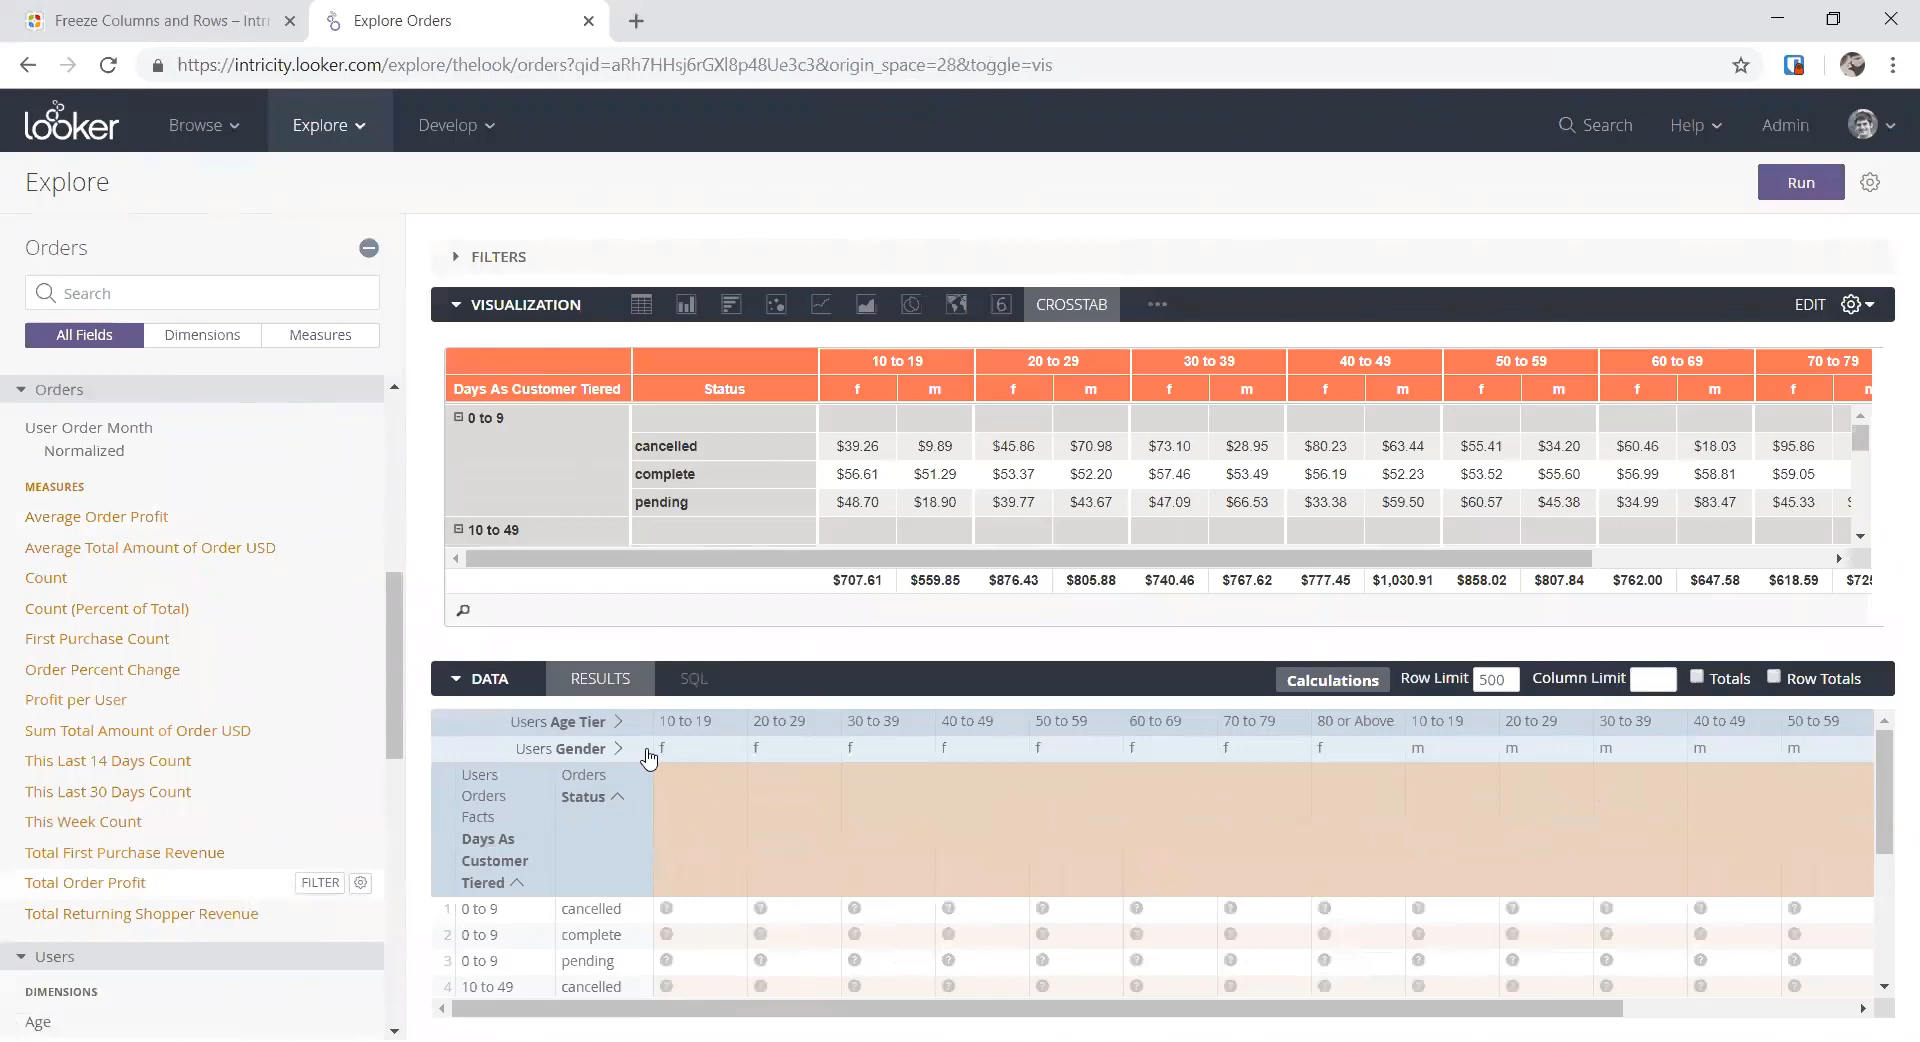 Freeze Columns and Rows – Intri
Explore Orders
https://intricity.looker.com/explore/thelook/orders?qid=aRh7HHsj6rGXl8p48Ue3c3&origin_space=28&toggle=vis
looker
Browse
Explore
Develop
Search
Help
Admin
Explore
Run
Orders
Search
All Fields
Dimensions
Measures
Orders
User Order Month
Normalized
MEASURES
Average Order Profit
Average Total Amount of Order USD
Count
Count (Percent of Total)
First Purchase Count
Order Percent Change
Profit per User
Sum Total Amount of Order USD
This Last 14 Days Count
This Last 30 Days Count
This Week Count
Total First Purchase Revenue
Total Order Profit FILTER
Total Returning Shopper Revenue
Users
DIMENSIONS
Age
FILTERS
VISUALIZATION 6 CROSSTAB EDIT
10 to 19 20 to 29 30 to 39 40 to 49 50 to 59 60 to 69 70 to 79
Days As Customer Tiered Status f m f m f m f m f m f m f
0 to 9
cancelled $39.26 $9.89 $45.86 $70.98 $73.10 $28.95 $80.23 $63.44 $55.41 $34.20 $60.46 $18.03 $95.86
complete $56.61 $51.29 $53.37 $52.20 $57.46 $53.49 $56.19 $52.23 $53.52 $55.60 $56.99 $58.81 $59.05
pending $48.70 $18.90 $39.77 $43.67 $47.09 $66.53 $33.38 $59.50 $60.57 $45.38 $34.99 $83.47 $45.33
10 to 49
$707.61 $559.85 $876.43 $805.88 $740.46 $767.62 $777.45 $1,030.91 $858.02 $807.84 $762.00 $647.58 $618.59 $725
DATA RESULTS SQL Calculations Row Limit 500 Column Limit Totals Row Totals
Users Age Tier 10 to 19 20 to 29 30 to 39 40 to 49 50 to 59 60 to 69 70 to 79 80 or Above 10 to 19 20 to 29 30 to 39 40 to 49 50 to 59
Users Gender f f f f f f f f m m m m m
Users
Orders
Facts
Days As
Customer
Tiered
Orders
Status
1 0 to 9 cancelled
2 0 to 9 complete
3 0 to 9 pending
4 10 to 49 cancelled